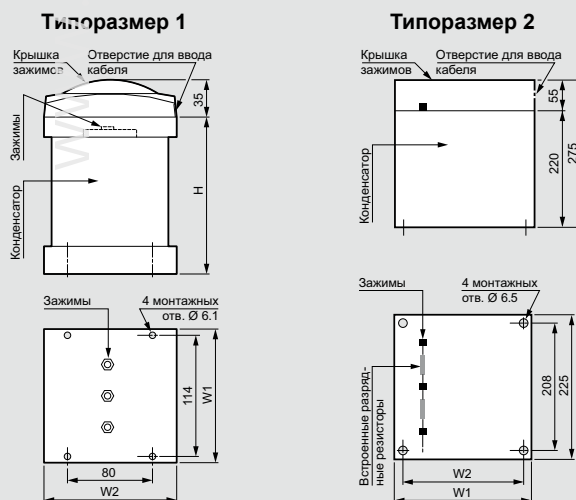 Типоразмер 1
Крышка
зажимов
Отверстие для ввода
кабеля
35
Зажимы
Конденсатор
H
Зажимы
4 монтажных
отв. Ø 6.1
114
W1
80
W2
Типоразмер 2
Крышка
зажимов
Отверстие для ввода
кабеля
55
220
275
Конденсатор
Зажимы
4 монтажных
отв. Ø 6.5
Встроенные разряд-
ные резисторы
208
225
W2
W1